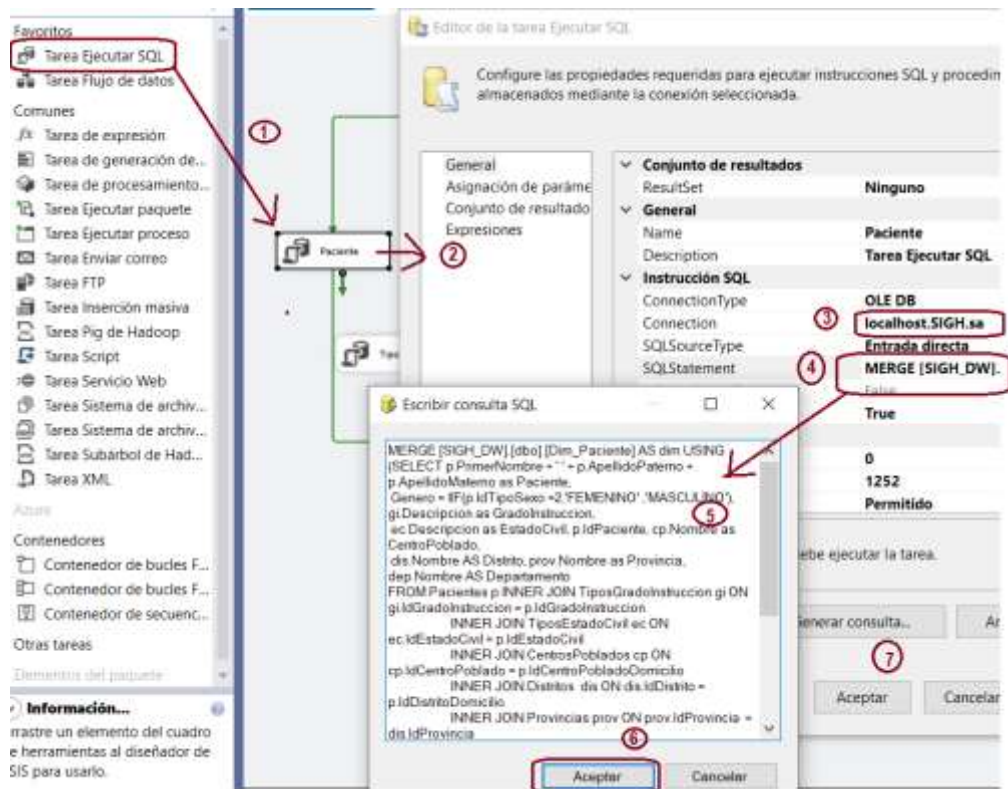 Favoritos
Tarea Ejecutar SQL
Tarea Flujo de datos
Comunes
Tarea de expresión
Tarea de generación de...
Tarea de procesamiento...
Tarea Ejecutar paquete
Tarea Ejecutar proceso
Tarea Enviar correo
Tarea FTP
Tarea Inserción masiva
Tarea Pig de Hadoop
Tarea Script
Tarea Servicio Web
Tarea Sistema de archiv...
Tarea Sistema de archiv...
Tarea Subárbol de Had...
Tarea XML
Azure
Contenedores
Contenedor de bucles F...
Contenedor de bucles F...
Contenedor de secuenc...
Otras tareas
Elementos del paquete
Información...
rrastre un elemento del cuadro
e herramientas al diseñador de
SIS para usarlo.
1
Paciente
2
Editor de la tarea Ejecutar SQL
Configure las propiedades requeridas para ejecutar instrucciones SQL y procedim
almacenados mediante la conexión seleccionada.
General
Asignación de paráme
Conjunto de resultado
Expresiones
Conjunto de resultados
ResultSet Ninguno
General
Name Paciente
Description Tarea Ejecutar SQL
Instrucción SQL
ConnectionType OLE DB
Connection 3 localhost.SIGH.sa
SQLSourceType Entrada directa
SQLStatement 4 MERGE [SIGH_DW].
False
True
0
1252
Permitido
ebe ejecutar la tarea.
Generar consulta...
7
Aceptar Cancelar
Escribir consulta SQL
MERGE [SIGH_DW].[dbo].[Dim_Paciente] AS dim USING
(SELECT p.PrimerNombre + ' ' + p.ApellidoPaterno +
p.ApellidoMaterno as Paciente,
Genero = IIF(p.IdTipoSexo =2,'FEMENINO','MASCULINO'),
gi.Descripcion as GradoInstruccion,
5
ec.Descripcion as EstadoCivil, p.IdPaciente, cp.Nombre as
CentroPoblado,
dis.Nombre AS Distrito, prov.Nombre as Provincia,
dep.Nombre AS Departamento
FROM Pacientes p INNER JOIN TiposGradoInstruccion gi ON
gi.IdGradoInstruccion = p.IdGradoInstruccion
INNER JOIN TiposEstadoCivil ec ON
ec.IdEstadoCivil = p.IdEstadoCivil
INNER JOIN CentrosPoblados cp ON
cp.IdCentroPoblado = p.IdCentroPobladoDomicilio
INNER JOIN Distritos dis ON dis.IdDistrito =
p.IdDistritoDomicilio
INNER JOIN Provincias prov ON prov.IdProvincia =
dis.IdProvincia
6
Aceptar Cancelar